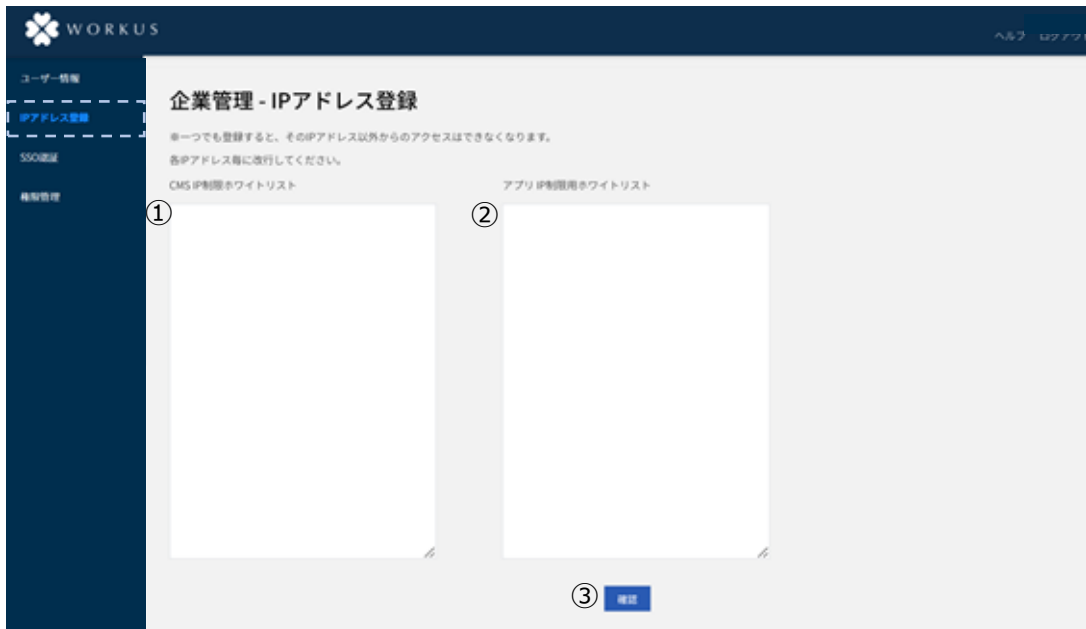 WORKUS
ヘルプ ログアウト
ユーザー情報
IPアドレス登録
SSO認証
権限管理
企業管理 - IPアドレス登録
※一つでも登録すると、そのIPアドレス以外からのアクセスはできなくなります。
各IPアドレス毎に改行してください。
CMS IP制限ホワイトリスト
アプリ IP制限用ホワイトリスト
①
②
③ 確認